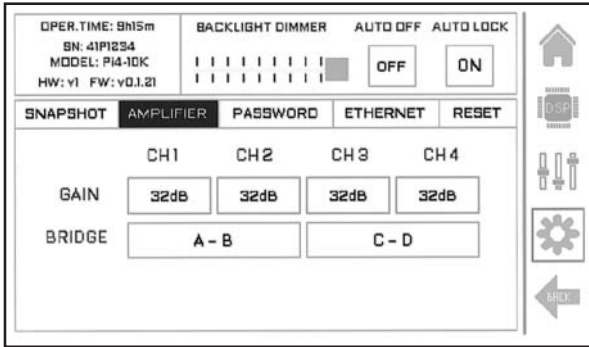 OPER.TIME: 9h15m
SN: 41P1234
MODEL: Pi4-10K
HW: v1 FW: v0.1.21
BACKLIGHT DIMMER
AUTO OFF AUTO LOCK
OFF ON
SNAPSHOT AMPLIFIER PASSWORD ETHERNET RESET
CH1 CH2 CH3 CH4
GAIN 32dB 32dB 32dB 32dB
BRIDGE A - B C - D
DSP
BACK